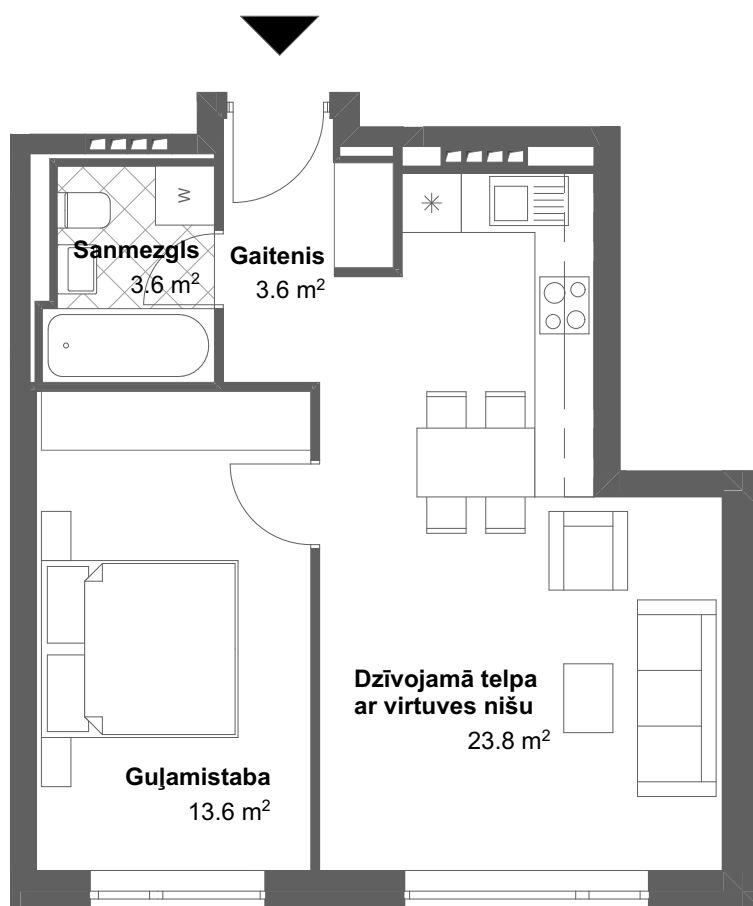 W
Sanmezgls
3.6 m²
Gaitenis
3.6 m²
Dzīvojamā telpa
ar virtuves nišu
23.8 m²
Guļamistaba
13.6 m²